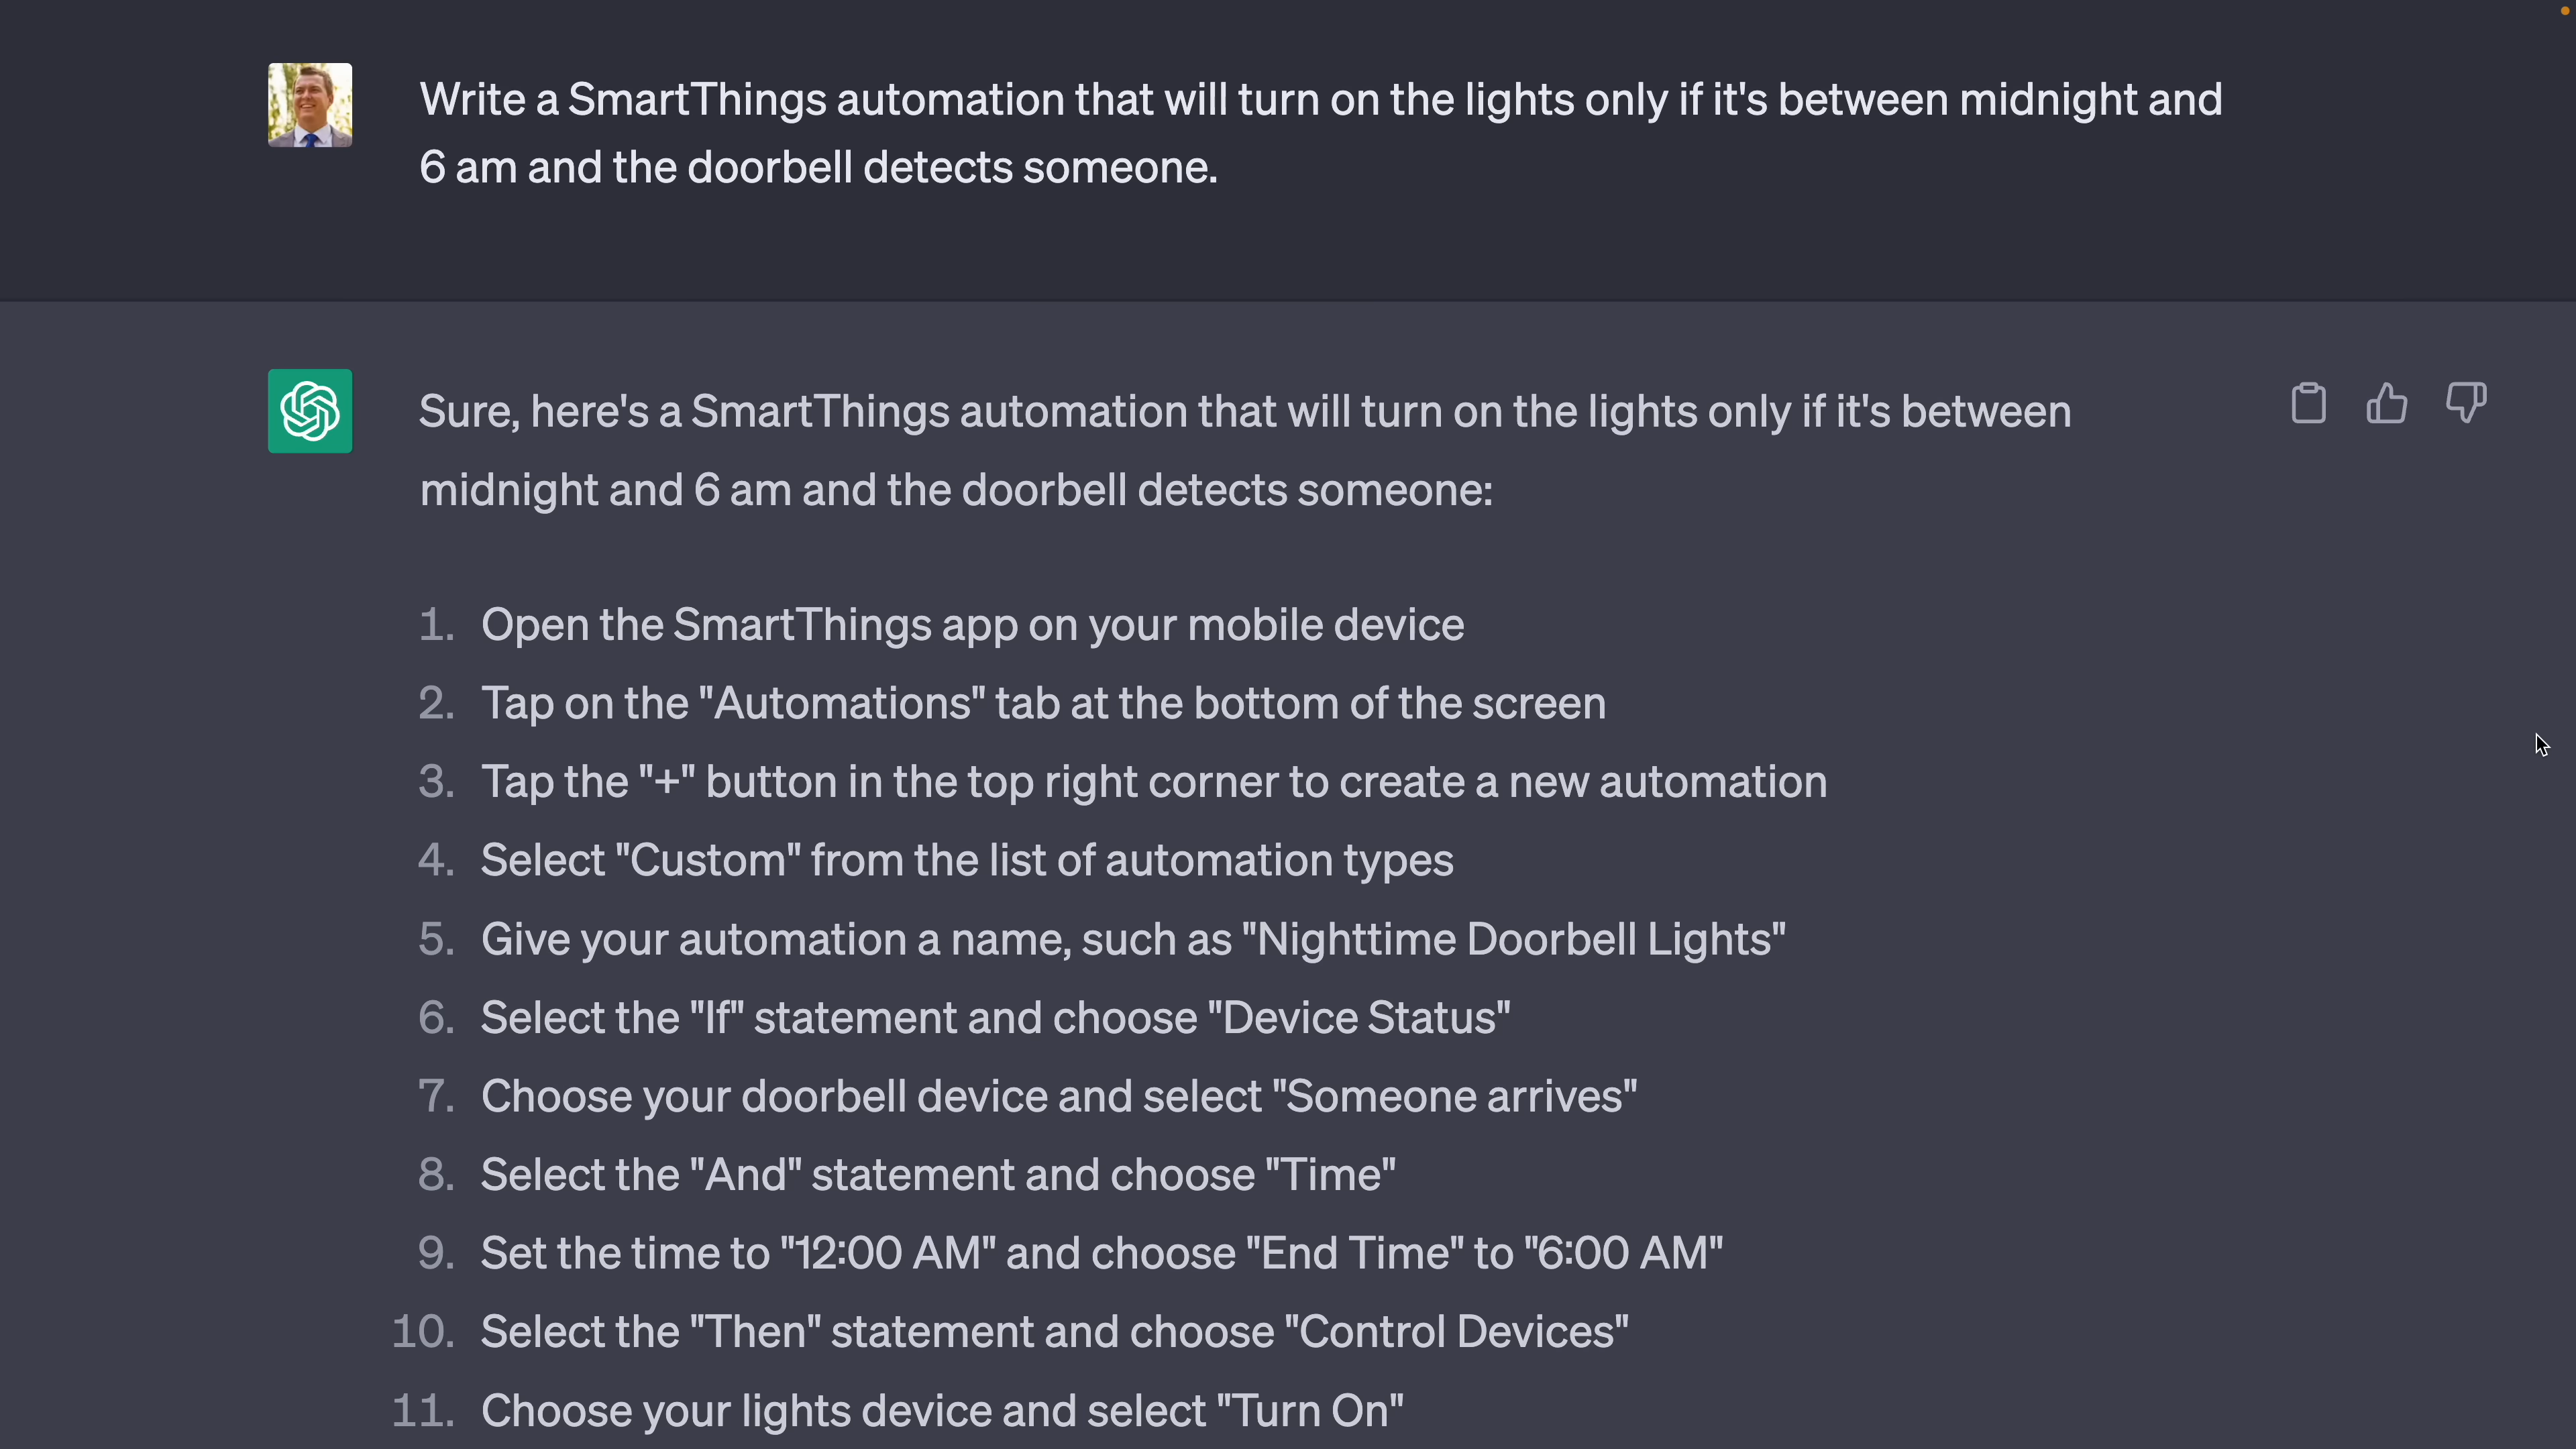 Write a SmartThings automation that will turn on the lights only if it's between midnight and
6 am and the doorbell detects someone.
Sure, here's a SmartThings automation that will turn on the lights only if it's between
midnight and 6 am and the doorbell detects someone:
1. Open the SmartThings app on your mobile device
2. Tap on the "Automations" tab at the bottom of the screen
3. Tap the "+" button in the top right corner to create a new automation
4. Select "Custom" from the list of automation types
5. Give your automation a name, such as "Nighttime Doorbell Lights"
6. Select the "If" statement and choose "Device Status"
7. Choose your doorbell device and select "Someone arrives"
8. Select the "And" statement and choose "Time"
9. Set the time to "12:00 AM" and choose "End Time" to "6:00 AM"
10. Select the "Then" statement and choose "Control Devices"
11. Choose your lights device and select "Turn On"